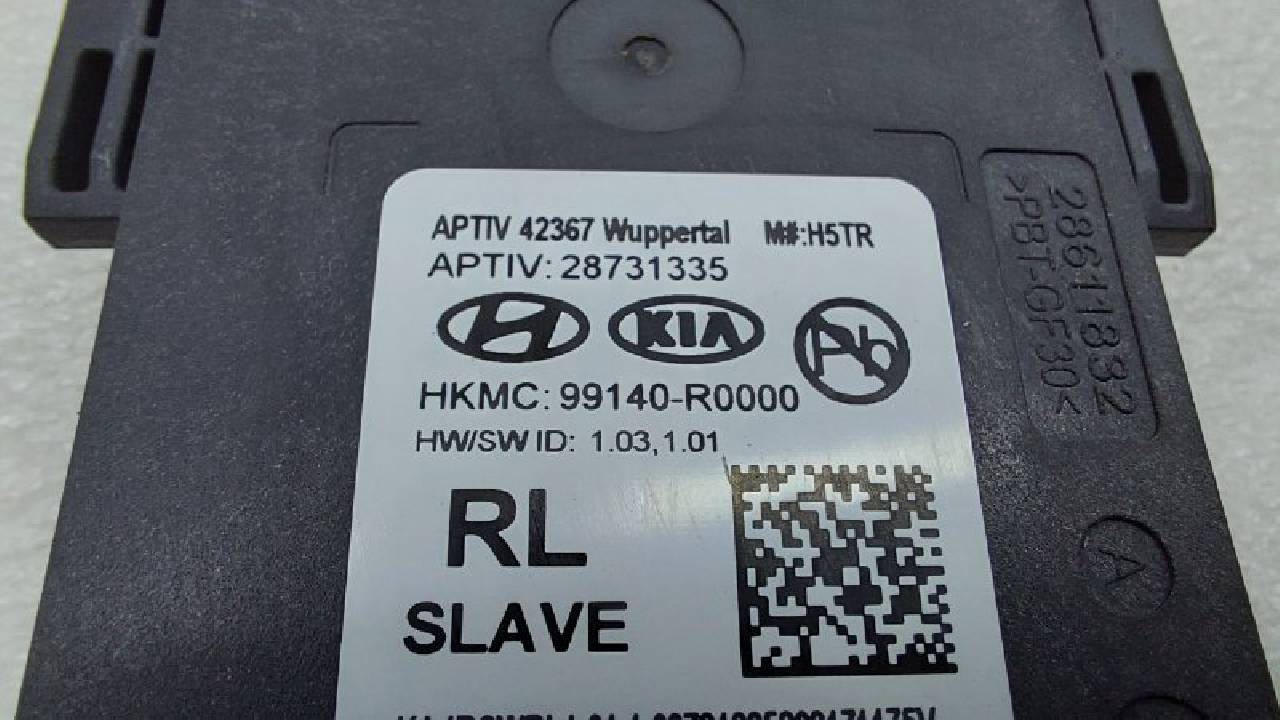 APTIV 42367 Wuppertal M#:H5TR
APTIV: 28731335
KIA
Pb
HKMC: 99140-R0000
HW/SW ID: 1.03,1.01
RL
SLAVE
28611832
>PBT-GF30<
A